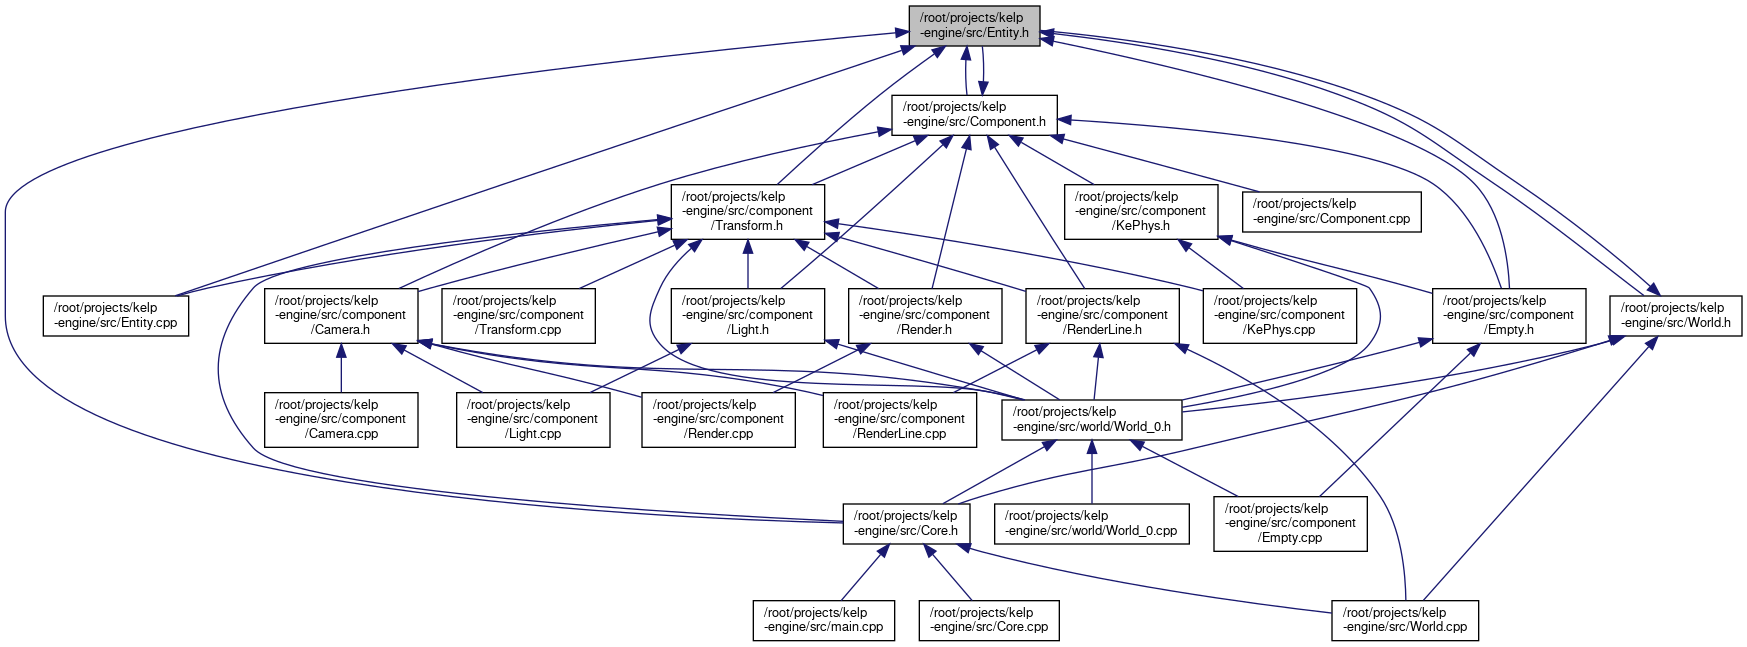 /root/projects/kelp
-engine/src/Entity.h
/root/projects/kelp
-engine/src/Component.h
/root/projects/kelp
-engine/src/component
/Transform.h
/root/projects/kelp
-engine/src/component
/KePhys.h
/root/projects/kelp
-engine/src/Component.cpp
/root/projects/kelp
-engine/src/Entity.cpp
/root/projects/kelp
-engine/src/component
/Camera.h
/root/projects/kelp
-engine/src/component
/Transform.cpp
/root/projects/kelp
-engine/src/component
/Light.h
/root/projects/kelp
-engine/src/component
/Render.h
/root/projects/kelp
-engine/src/component
/RenderLine.h
/root/projects/kelp
-engine/src/component
/KePhys.cpp
/root/projects/kelp
-engine/src/component
/Empty.h
/root/projects/kelp
-engine/src/World.h
/root/projects/kelp
-engine/src/component
/Camera.cpp
/root/projects/kelp
-engine/src/component
/Light.cpp
/root/projects/kelp
-engine/src/component
/Render.cpp
/root/projects/kelp
-engine/src/component
/RenderLine.cpp
/root/projects/kelp
-engine/src/world/World_0.h
/root/projects/kelp
-engine/src/Core.h
/root/projects/kelp
-engine/src/world/World_0.cpp
/root/projects/kelp
-engine/src/component
/Empty.cpp
/root/projects/kelp
-engine/src/main.cpp
/root/projects/kelp
-engine/src/Core.cpp
/root/projects/kelp
-engine/src/World.cpp